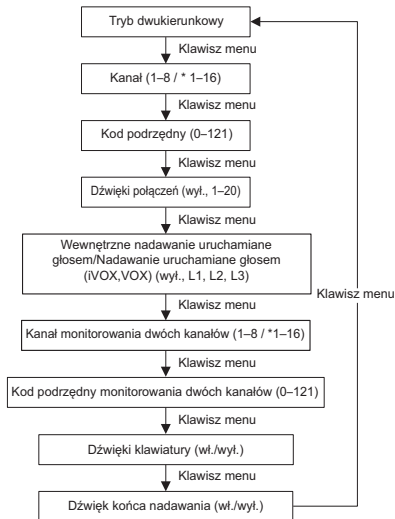 Tryb dwukierunkowy
Klawisz menu
Kanał (1–8 / * 1–16)
Klawisz menu
Kod podrzędny (0–121)
Klawisz menu
Dźwięki połączeń (wył., 1–20)
Klawisz menu
Wewnętrzne nadawanie uruchamiane
głosem/Nadawanie uruchamiane głosem
(iVOX,VOX) (wył., L1, L2, L3)
Klawisz menu
Klawisz menu
Kanał monitorowania dwóch kanałów (1–8 / *1–16)
Klawisz menu
Kod podrzędny monitorowania dwóch kanałów (0–121)
Klawisz menu
Dźwięki klawiatury (wł./wył.)
Klawisz menu
Dźwięk końca nadawania (wł./wył.)